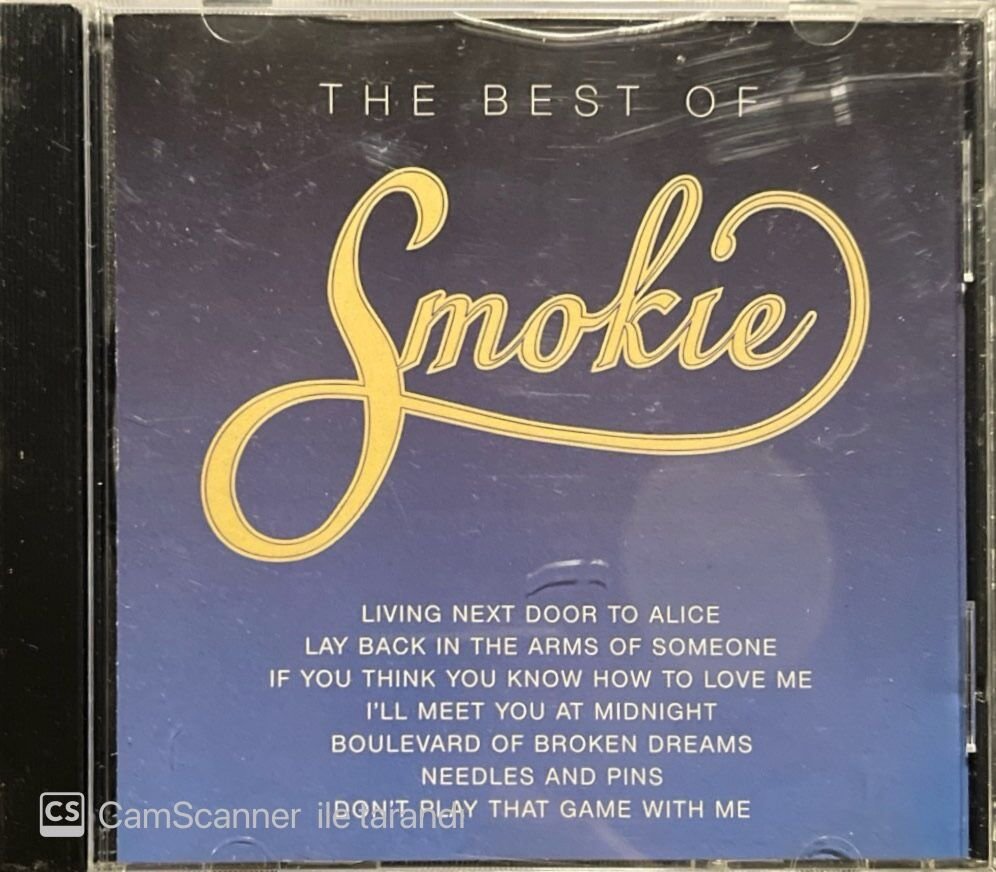 THE BEST OF
Smokie
LIVING NEXT DOOR TO ALICE
LAY BACK IN THE ARMS OF SOMEONE
IF YOU THINK YOU KNOW HOW TO LOVE ME
I'LL MEET YOU AT MIDNIGHT
BOULEVARD OF BROKEN DREAMS
NEEDLES AND PINS
DON'T PLAY THAT GAME WITH ME
CS CamScanner ile tarandı